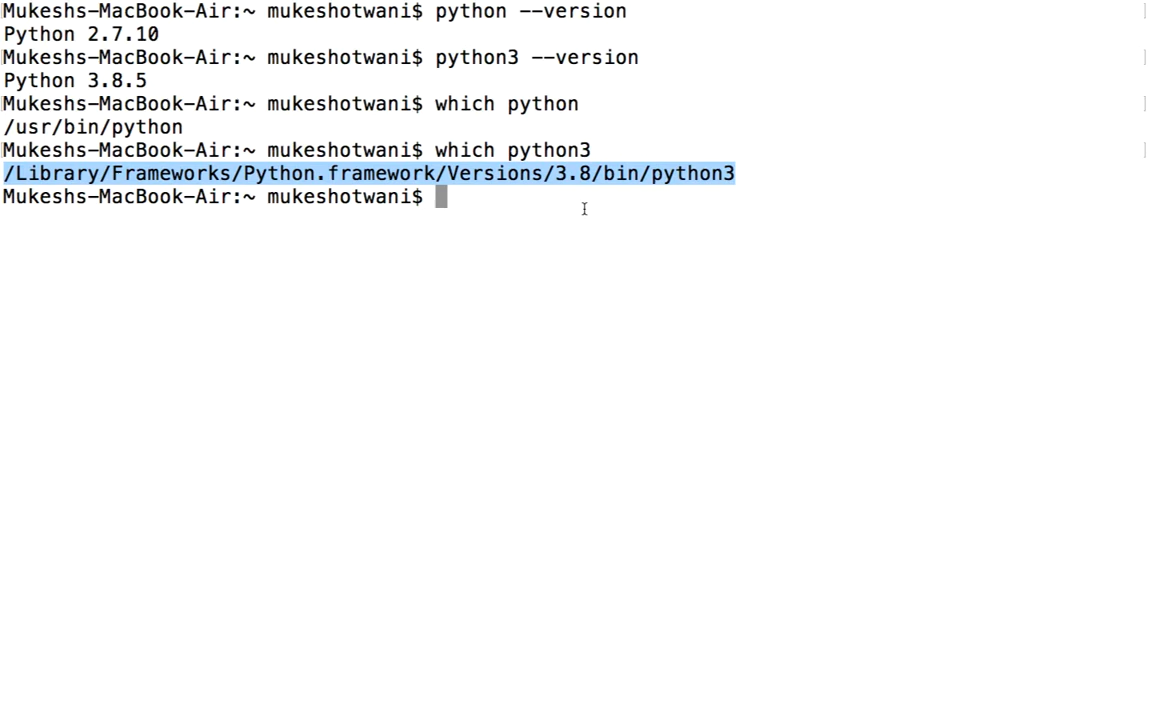 Mukeshs-MacBook-Air:~ mukeshotwani$ python --version
Python 2.7.10
Mukeshs-MacBook-Air:~ mukeshotwani$ python3 --version
Python 3.8.5
Mukeshs-MacBook-Air:~ mukeshotwani$ which python
/usr/bin/python
Mukeshs-MacBook-Air:~ mukeshotwani$ which python3
/Library/Frameworks/Python.framework/Versions/3.8/bin/python3
Mukeshs-MacBook-Air:~ mukeshotwani$